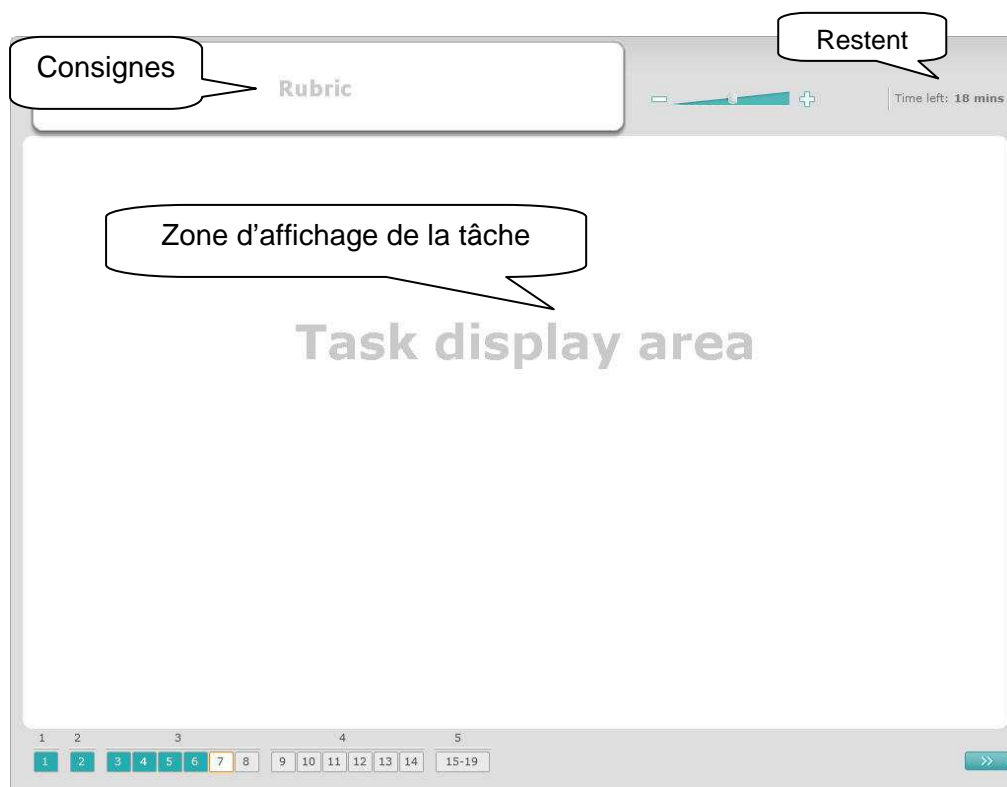 Restent
Consignes
Rubric
Time left: 18 mins
Zone d'affichage de la tâche
Task display area
1 2 3 4 5
1 2 3 4 5 6 7 8 9 10 11 12 13 14 15-19
>>